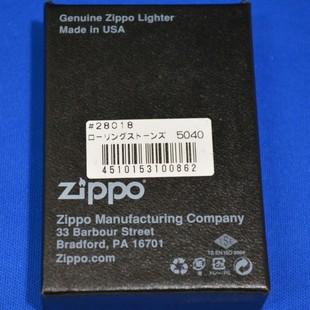 Genuine Zippo Lighter
Made in USA
#28018
ローリングストーンズ 5040
4510153100862
Zippo
Zippo Manufacturing Company
33 Barbour Street
Bradford, PA 16701
Zippo.com